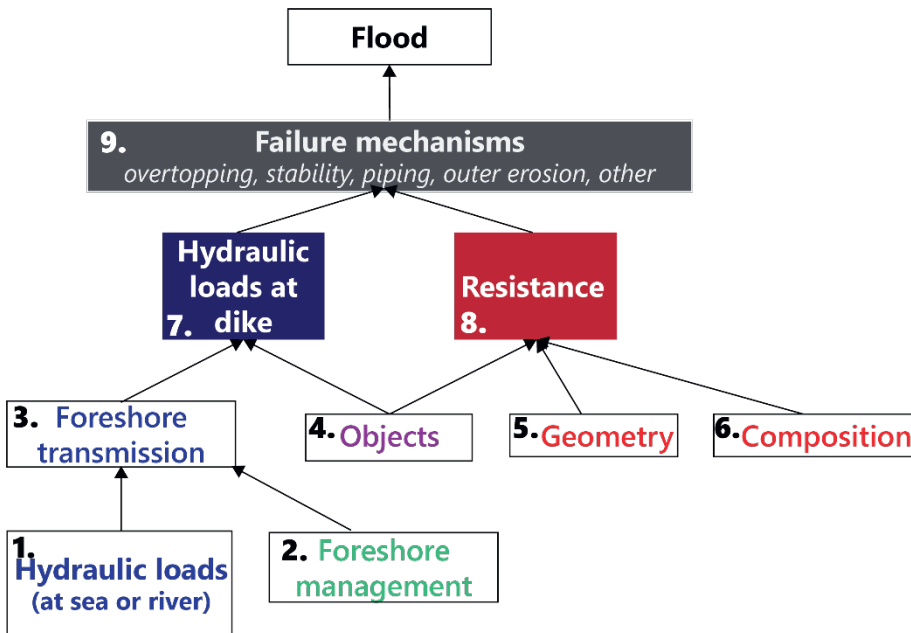 Flood
9. Failure mechanisms
overtopping, stability, piping, outer erosion, other
Hydraulic
loads at
7. dike
Resistance
8.
3. Foreshore
transmission
4. Objects
5. Geometry
6. Composition
1.
Hydraulic loads
(at sea or river)
2. Foreshore
management